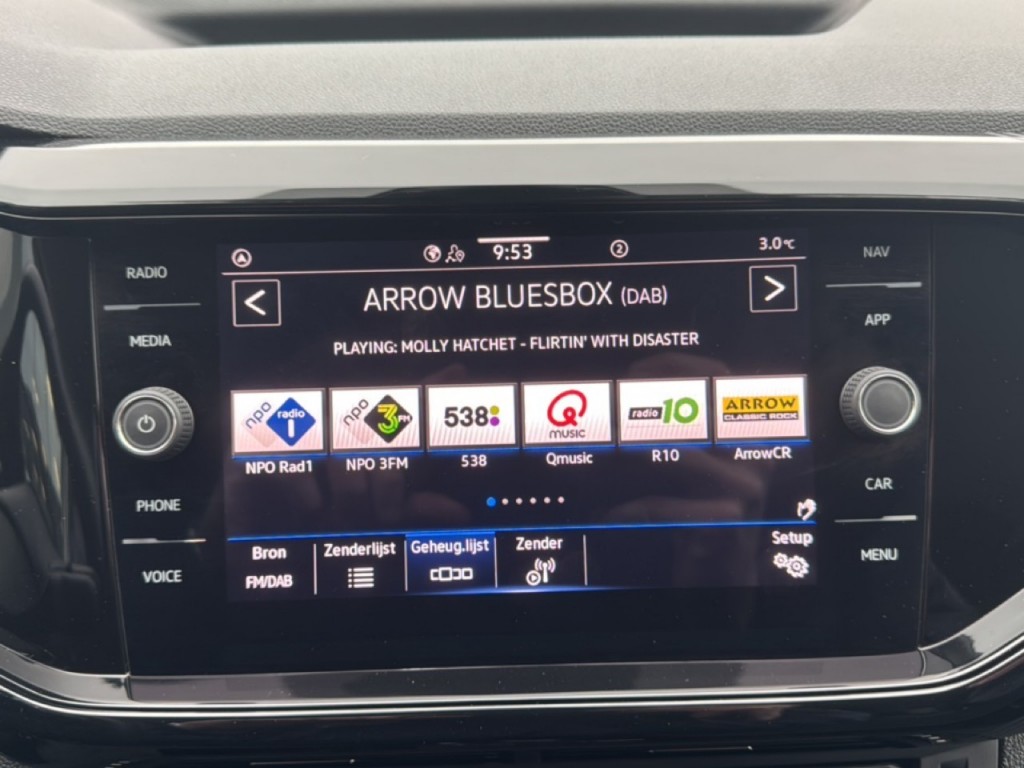 RADIO
MEDIA
PHONE
VOICE
NAV
APP
CAR
MENU
A
9:53
2
3.0°C
< ARROW BLUESBOX (DAB) >
PLAYING: MOLLY HATCHET - FLIRTIN' WITH DISASTER
npo radio 1
npo 3FM
538
Q MUSIC
radio 10
ARROW CLASSIC ROCK
NPO Rad1 NPO 3FM 538 Qmusic R10 ArrowCR
Bron Zenderlijst Geheug.lijst Zender Setup
FM/DAB